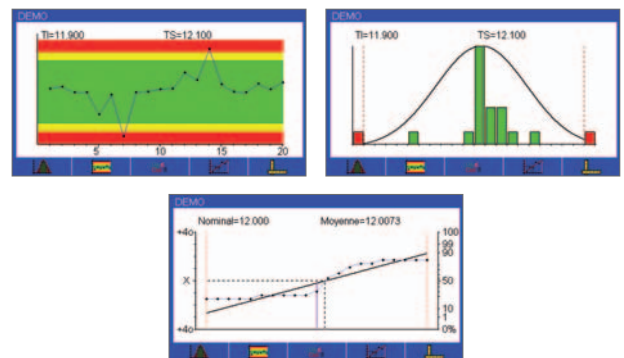 DEMO
TI=11.900 TS=12.100
5 10 15 20
DEMO
TI=11.900 TS=12.100
DEMO
Nominal=12.000 Moyenne=12.0073
+4σ 100
99
90
X 50
10
1
+4σ 0%